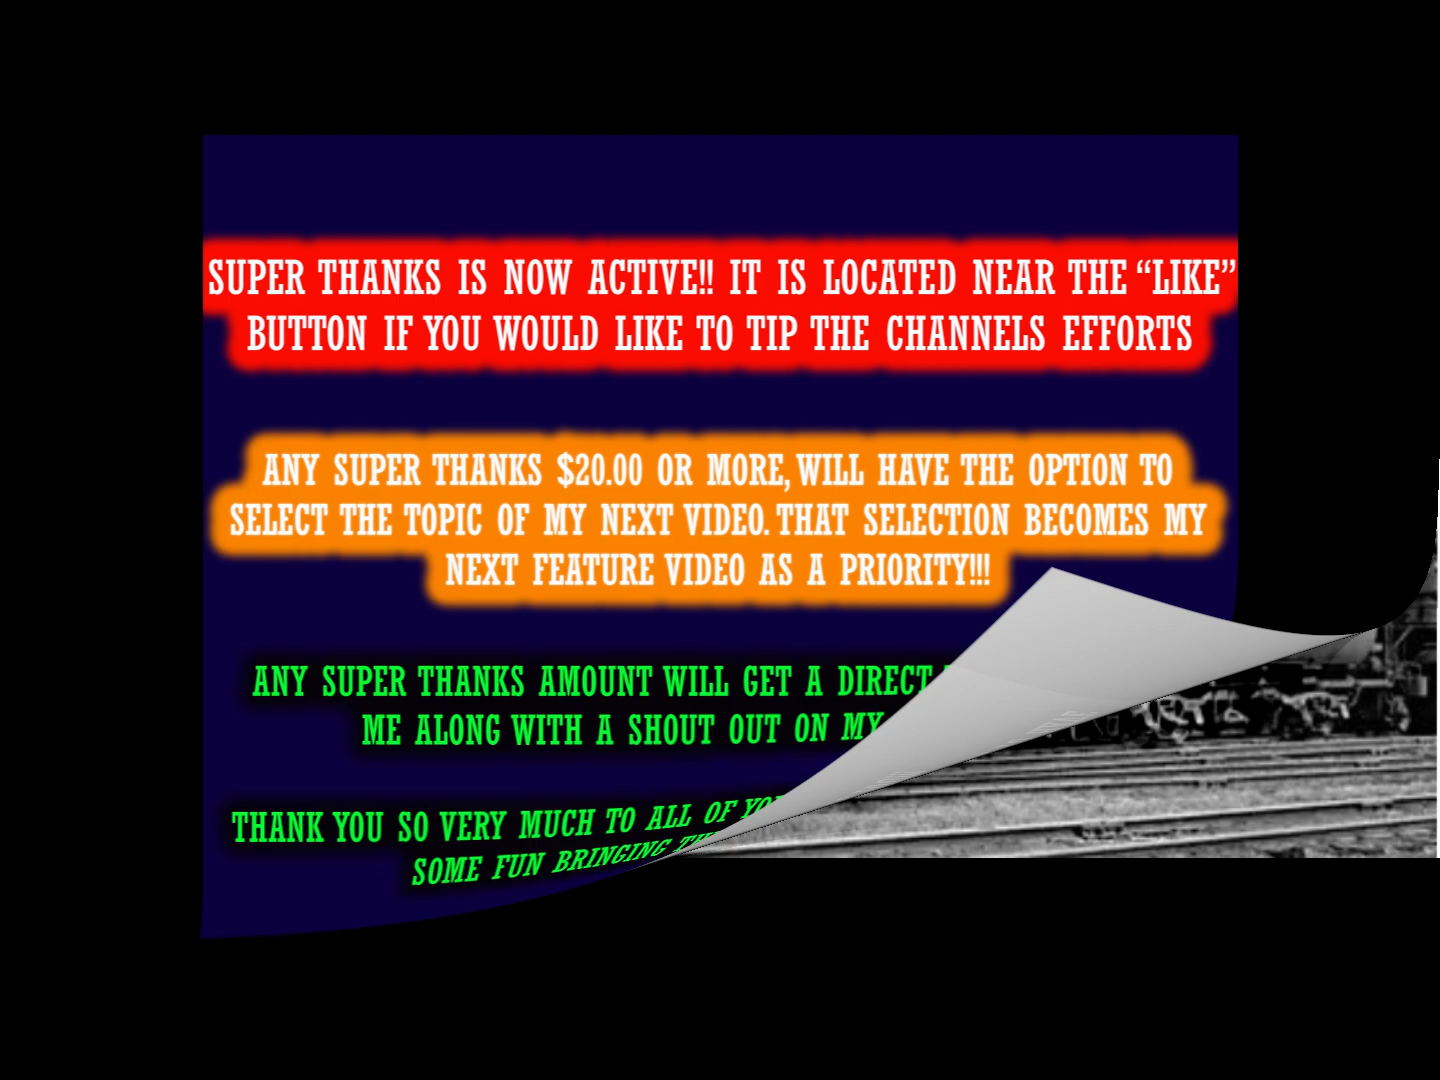 SUPER THANKS IS NOW ACTIVE!! IT IS LOCATED NEAR THE “LIKE”
BUTTON IF YOU WOULD LIKE TO TIP THE CHANNELS EFFORTS
ANY SUPER THANKS $20.00 OR MORE, WILL HAVE THE OPTION TO
SELECT THE TOPIC OF MY NEXT VIDEO. THAT SELECTION BECOMES MY
NEXT FEATURE VIDEO AS A PRIORITY!!!
ANY SUPER THANKS AMOUNT WILL GET A DIRECT
ME ALONG WITH A SHOUT OUT ON MY
THANK YOU SO VERY MUCH TO ALL OF
SOME FUN BRINGING